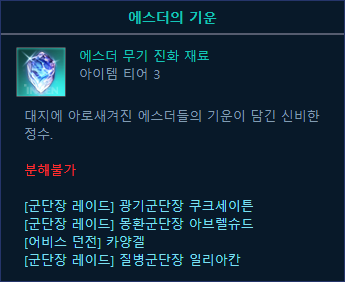 에스더의 기운
에스더 무기 진화 재료
아이템 티어 3
대지에 아로새겨진 에스더들의 기운이 담긴 신비한
정수.
분해불가
[군단장 레이드] 광기군단장 쿠크세이튼
[군단장 레이드] 몽환군단장 아브렐슈드
[어비스 던전] 카양겔
[군단장 레이드] 질병군단장 일리아칸